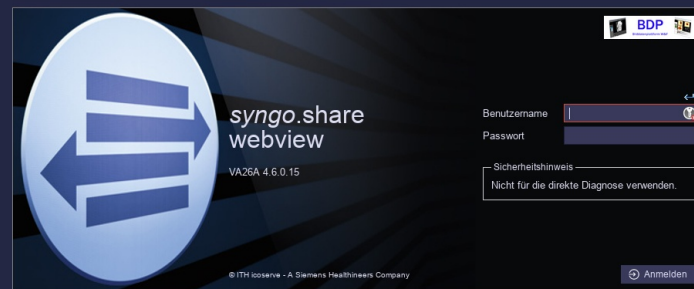 BDP
syngo.share
webview
VA26A 4.6.0.15
Benutzername
Passwort
Sicherheitshinweis
Nicht für die direkte Diagnose verwenden.
© ITH icoserve - A Siemens Healthineers Company
Anmelden